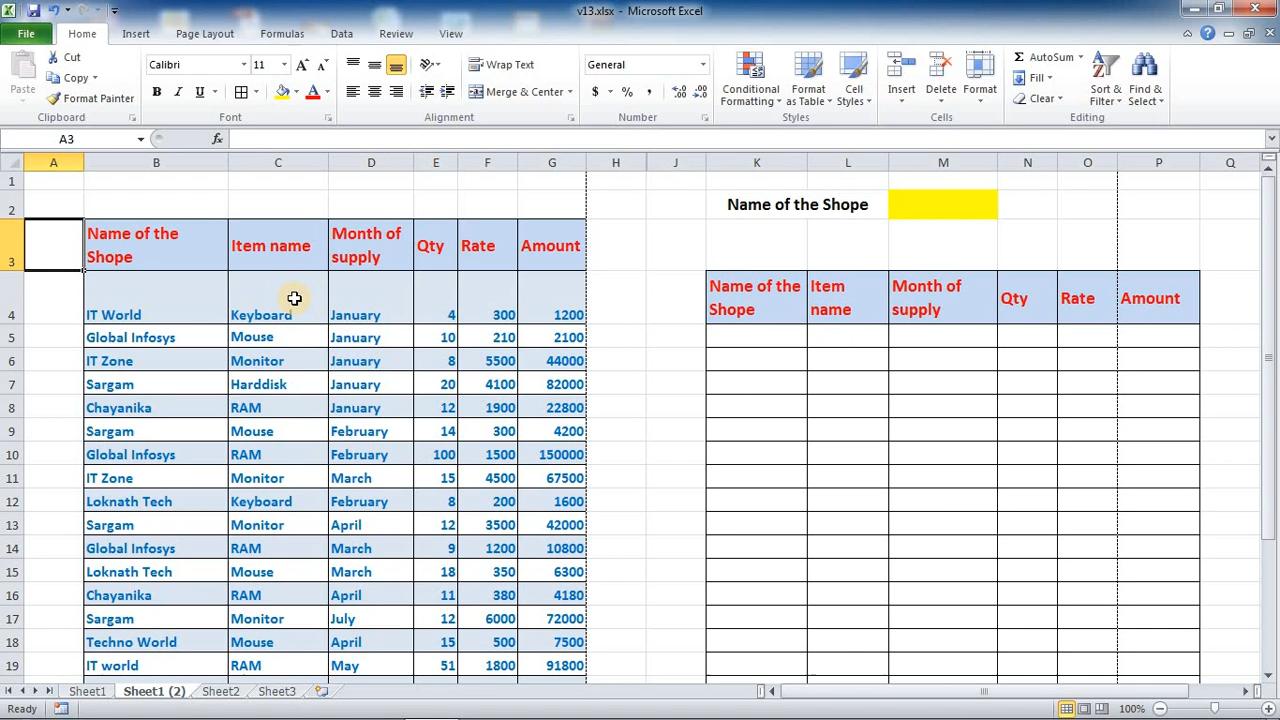 v13.xlsx - Microsoft Excel
File Home Insert Page Layout Formulas Data Review View
Cut
Copy
Format Painter
Paste
Clipboard
Calibri 11
B I U
Font
Wrap Text
Merge & Center
Alignment
General
$ % ,
Number
Conditional Formatting
Format as Table
Cell Styles
Styles
Insert Delete Format
Cells
AutoSum
Fill
Clear
Sort & Filter
Find & Select
Editing
A3 fx
A B C D E F G H J K L M N O P Q
1
2 Name of the Shope
3 Name of the Shope Item name Month of supply Qty Rate Amount
Name of the Shope Item name Month of supply Qty Rate Amount
4 IT World Keyboard January 4 300 1200
5 Global Infosys Mouse January 10 210 2100
6 IT Zone Monitor January 8 5500 44000
7 Sargam Harddisk January 20 4100 82000
8 Chayanika RAM January 12 1900 22800
9 Sargam Mouse February 14 300 4200
10 Global Infosys RAM February 100 1500 150000
11 IT Zone Monitor March 15 4500 67500
12 Loknath Tech Keyboard February 8 200 1600
13 Sargam Monitor April 12 3500 42000
14 Global Infosys RAM March 9 1200 10800
15 Loknath Tech Mouse March 18 350 6300
16 Chayanika RAM April 11 380 4180
17 Sargam Monitor July 12 6000 72000
18 Techno World Mouse April 15 500 7500
19 IT world RAM May 51 1800 91800
Sheet1 Sheet1 (2) Sheet2 Sheet3
Ready 100%